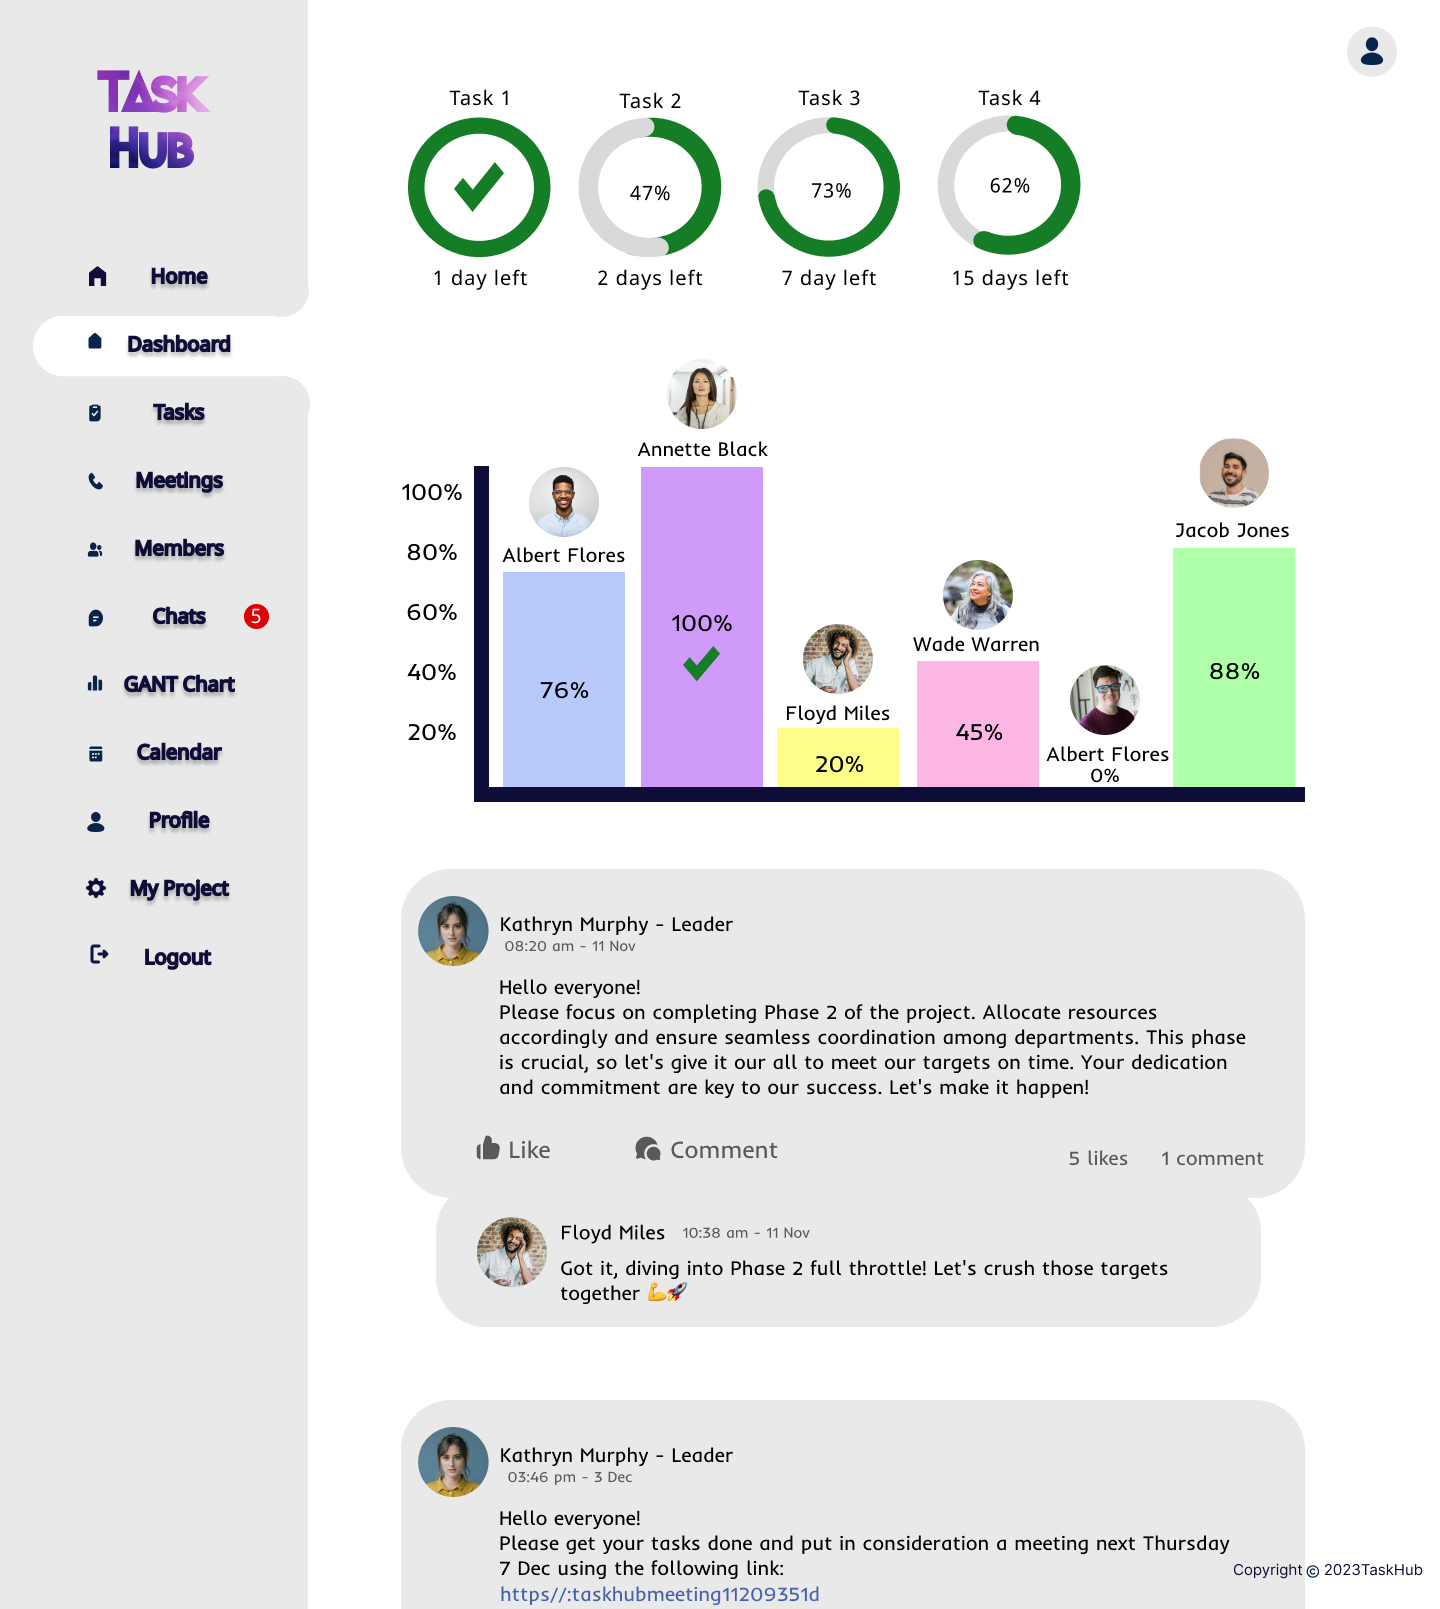 TASK
HUB
Home
Dashboard
Tasks
Meetings
Members
Chats 5
GANT Chart
Calendar
Profile
My Project
Logout
Task 1
1 day left
Task 2
47%
2 days left
Task 3
73%
7 day left
Task 4
62%
15 days left
100%
80%
60%
40%
20%
Albert Flores
76%
Annette Black
100%
Floyd Miles
20%
Wade Warren
45%
Albert Flores
0%
Jacob Jones
88%
Kathryn Murphy - Leader
08:20 am - 11 Nov
Hello everyone!
Please focus on completing Phase 2 of the project. Allocate resources
accordingly and ensure seamless coordination among departments. This phase
is crucial, so let's give it our all to meet our targets on time. Your dedication
and commitment are key to our success. Let's make it happen!
Like Comment 5 likes 1 comment
Floyd Miles 10:38 am - 11 Nov
Got it, diving into Phase 2 full throttle! Let's crush those targets
together 💪🚀
Kathryn Murphy - Leader
03:46 pm - 3 Dec
Hello everyone!
Please get your tasks done and put in consideration a meeting next Thursday
7 Dec using the following link:
https//:taskhubmeeting11209351d
Copyright © 2023TaskHub